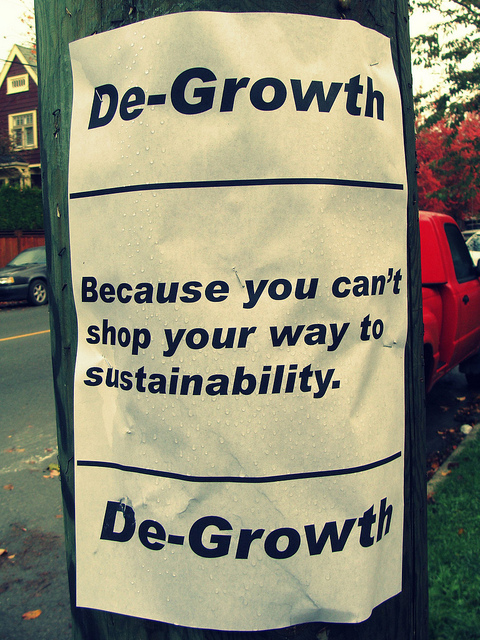 De-Growth
Because you can't
shop your way to
sustainability.
De-Growth